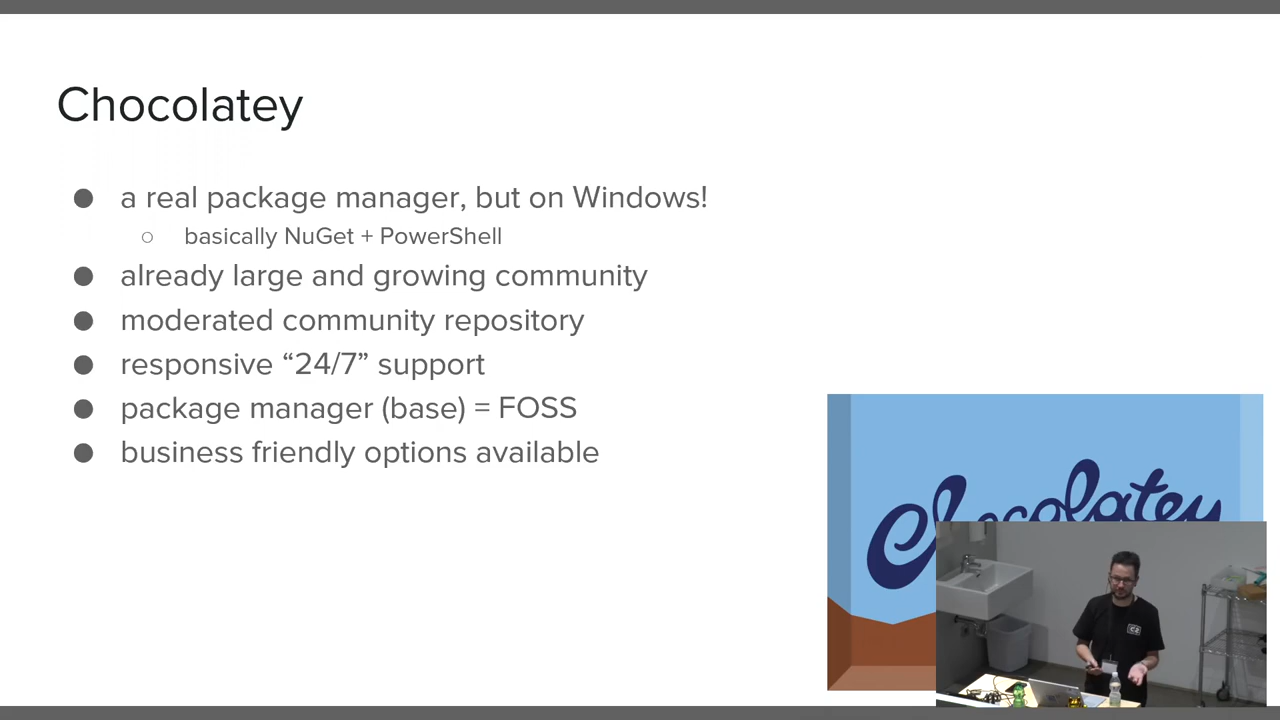 Chocolatey
● a real package manager, but on Windows!
○ basically NuGet + PowerShell
● already large and growing community
● moderated community repository
● responsive “24/7” support
● package manager (base) = FOSS
● business friendly options available
chocolatey